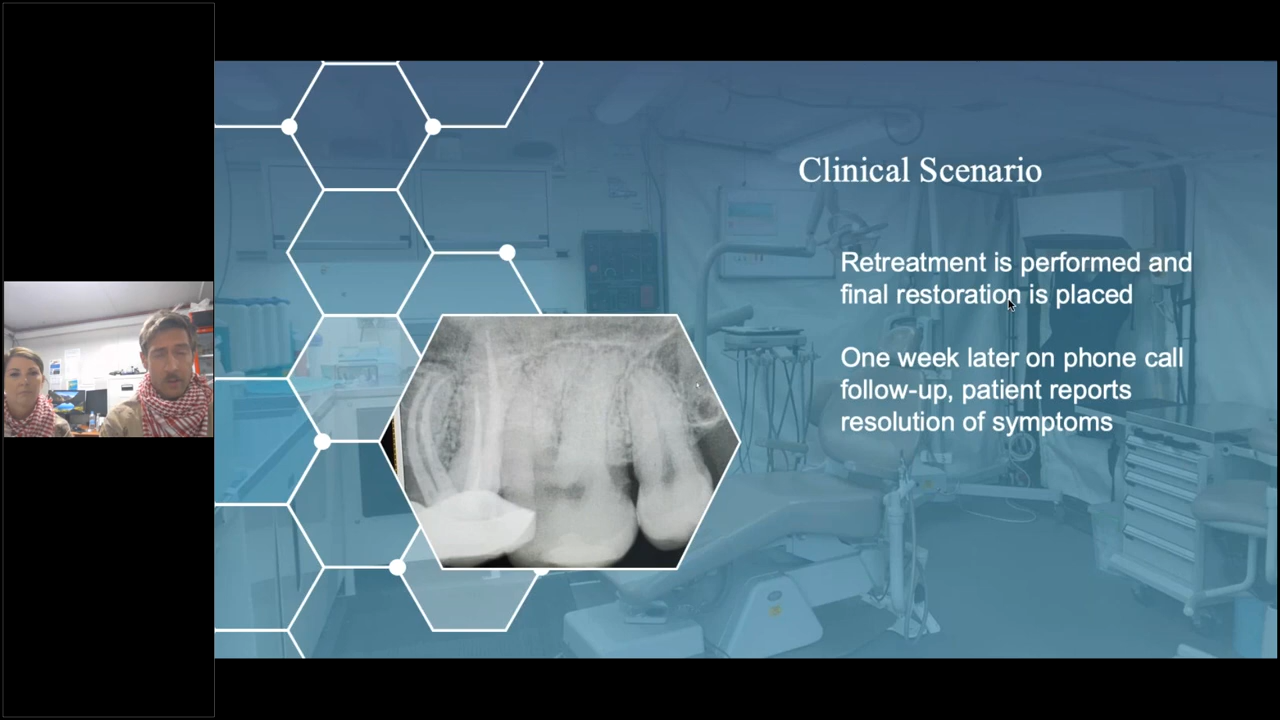 Clinical Scenario
Retreatment is performed and
final restoration is placed
One week later on phone call
follow-up, patient reports
resolution of symptoms